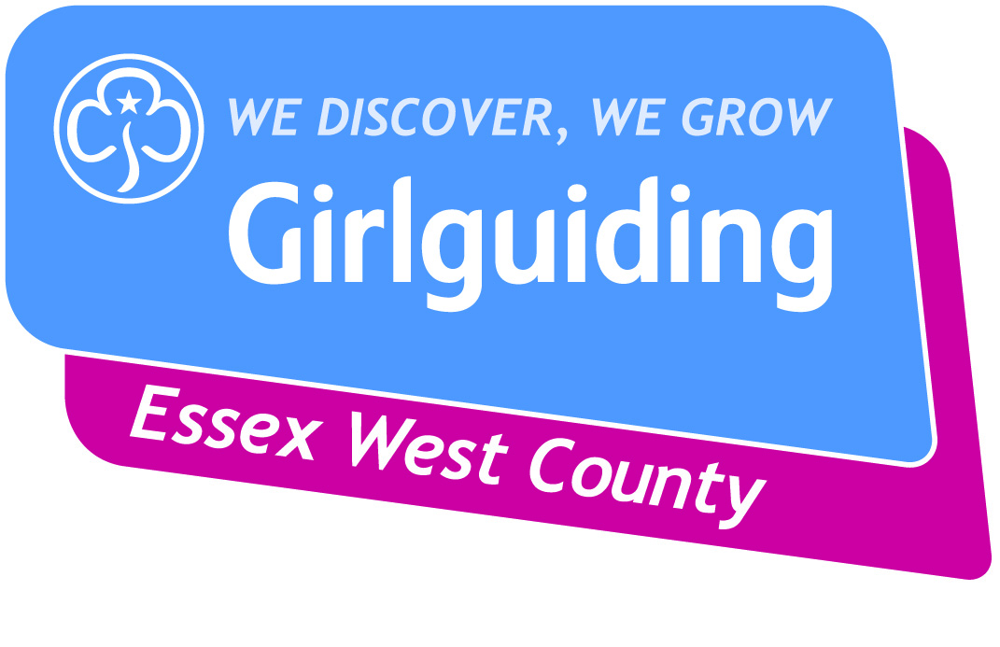 WE DISCOVER, WE GROW
Girlguiding
Essex West County